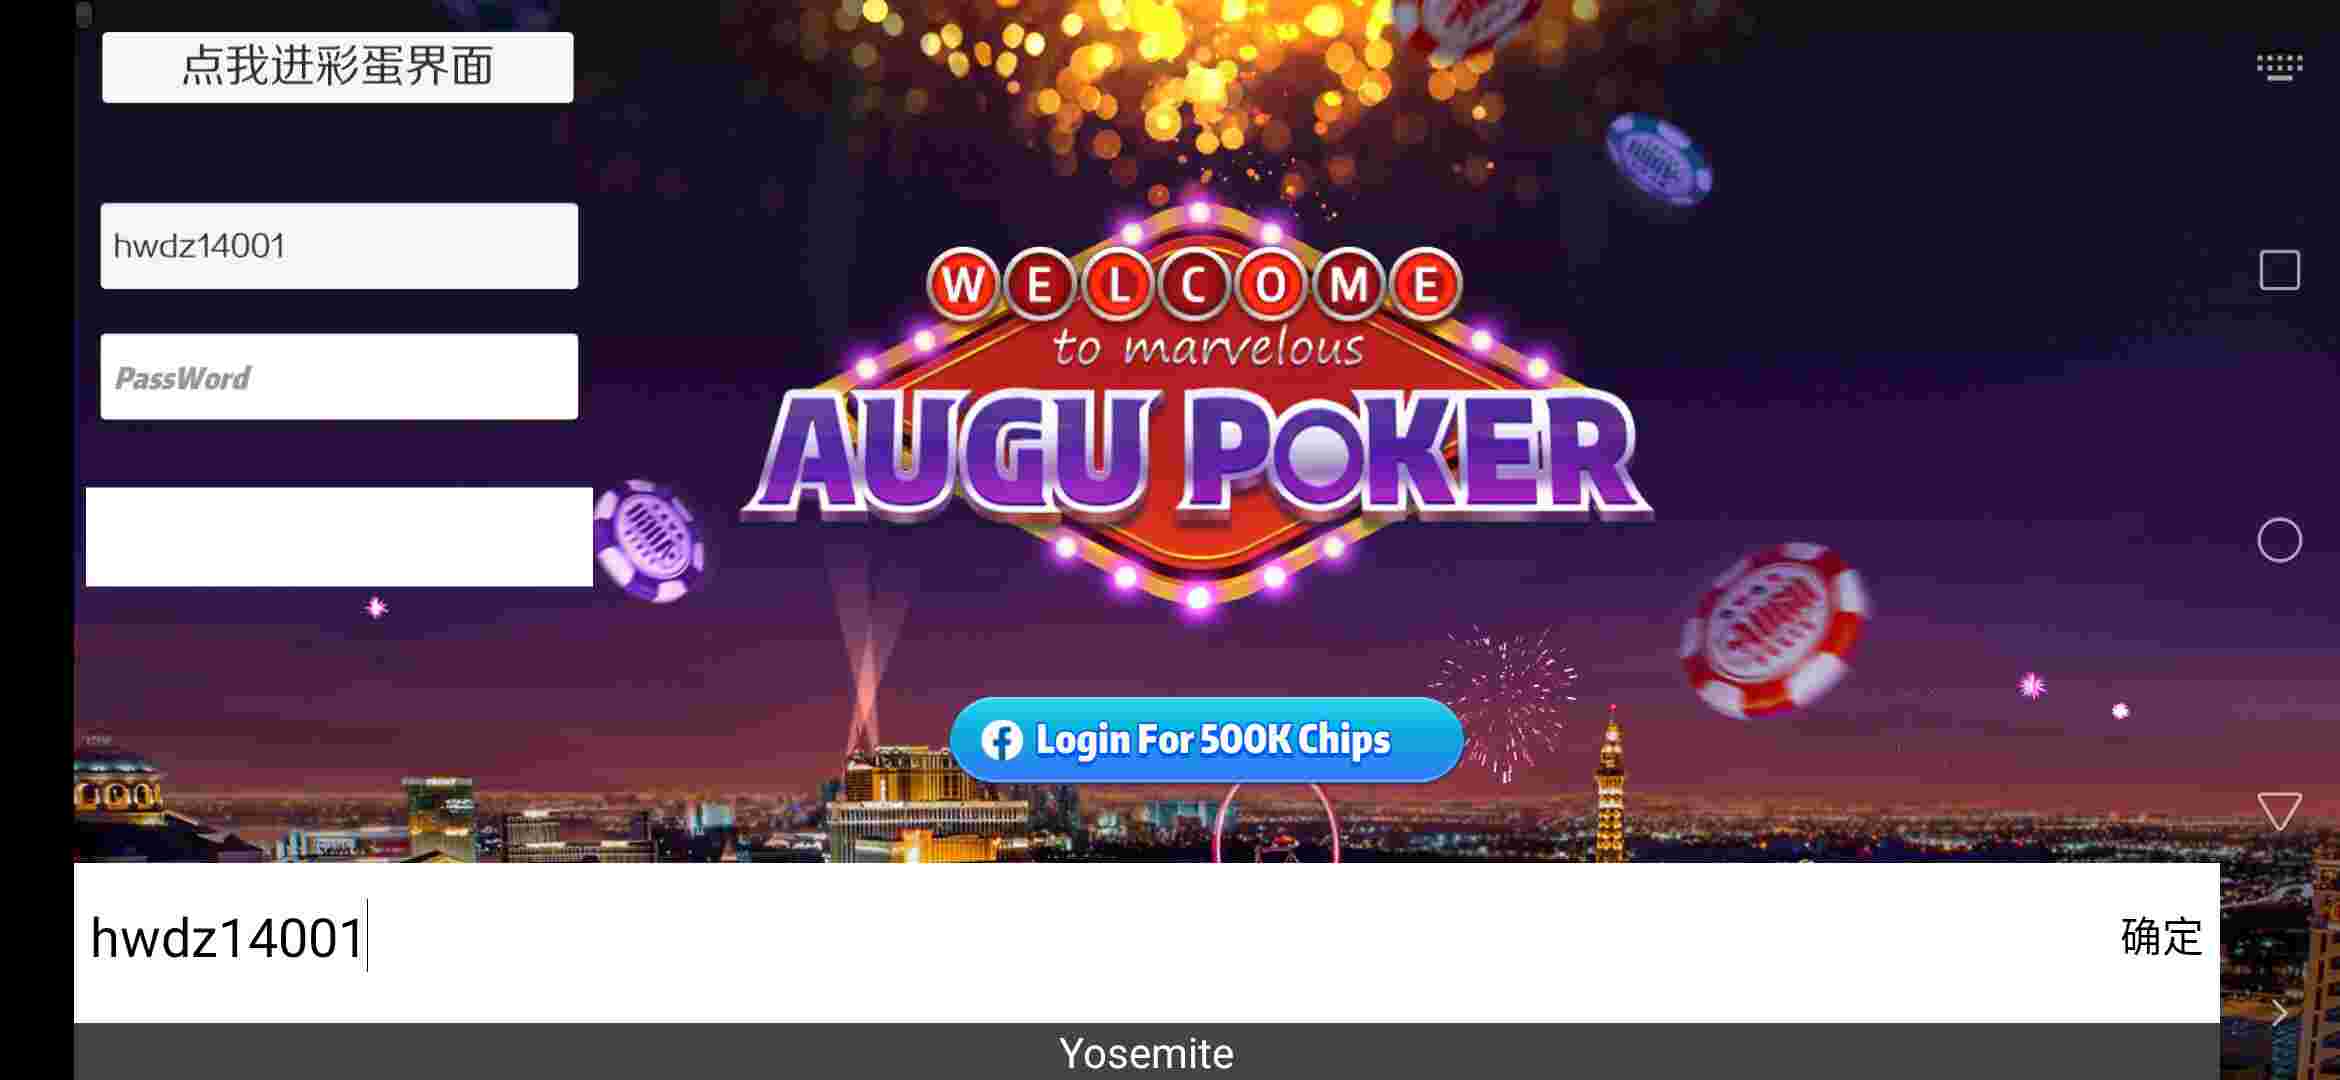 点我进彩蛋界面
hwdz14001
PassWord
WELCOME
to marvelous
AUGU POKER
Login For 500K Chips
hwdz14001
确定
Yosemite